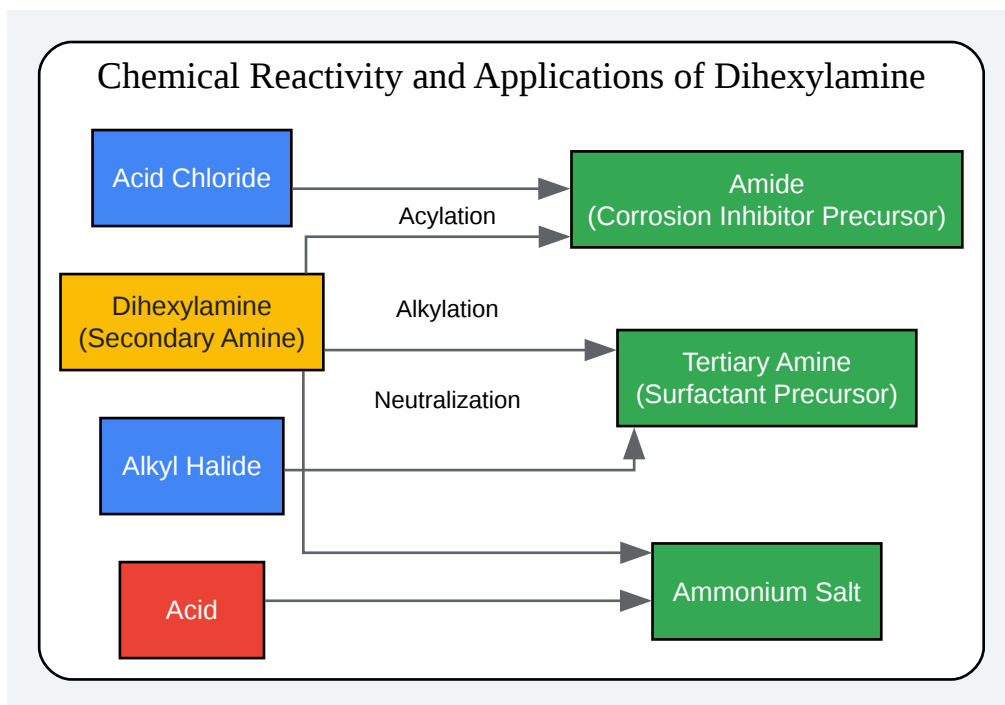 Chemical Reactivity and Applications of Dihexylamine
Acid Chloride
Amide
(Corrosion Inhibitor Precursor)
Acylation
Dihexylamine
(Secondary Amine)
Alkylation
Tertiary Amine
(Surfactant Precursor)
Neutralization
Alkyl Halide
Acid
Ammonium Salt